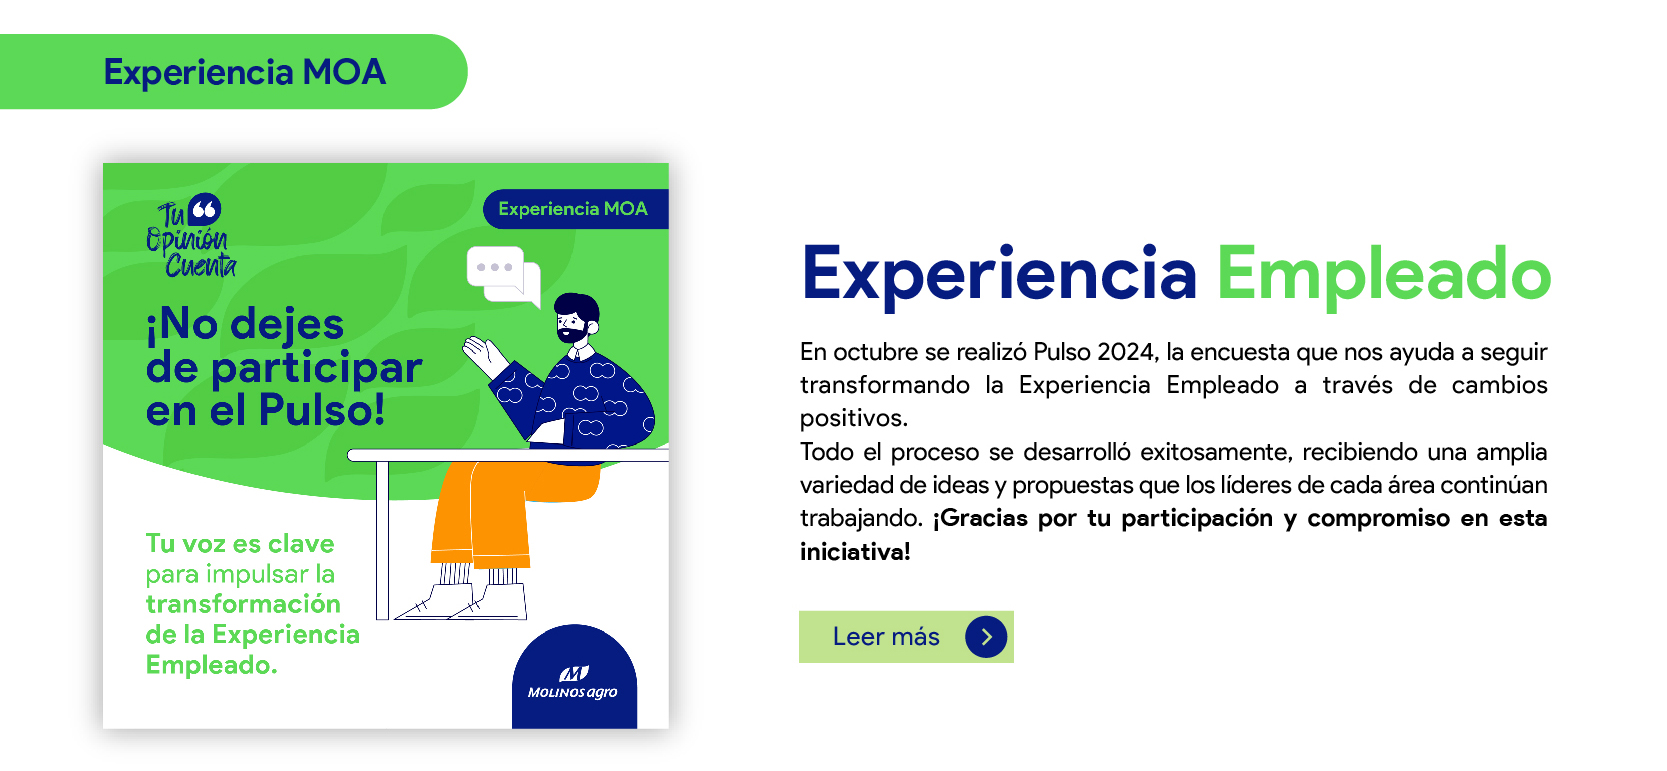 Experiencia MOA
Tu
Opinión
Cuenta
Experiencia MOA
¡No dejes
de participar
en el Pulso!
Tu voz es clave
para impulsar la
transformación
de la Experiencia
Empleado.
MOLINOS agro
Experiencia Empleado
En octubre se realizó Pulso 2024, la encuesta que nos ayuda a seguir
transformando la Experiencia Empleado a través de cambios
positivos.
Todo el proceso se desarrolló exitosamente, recibiendo una amplia
variedad de ideas y propuestas que los líderes de cada área continúan
trabajando. ¡Gracias por tu participación y compromiso en esta
iniciativa!
Leer más